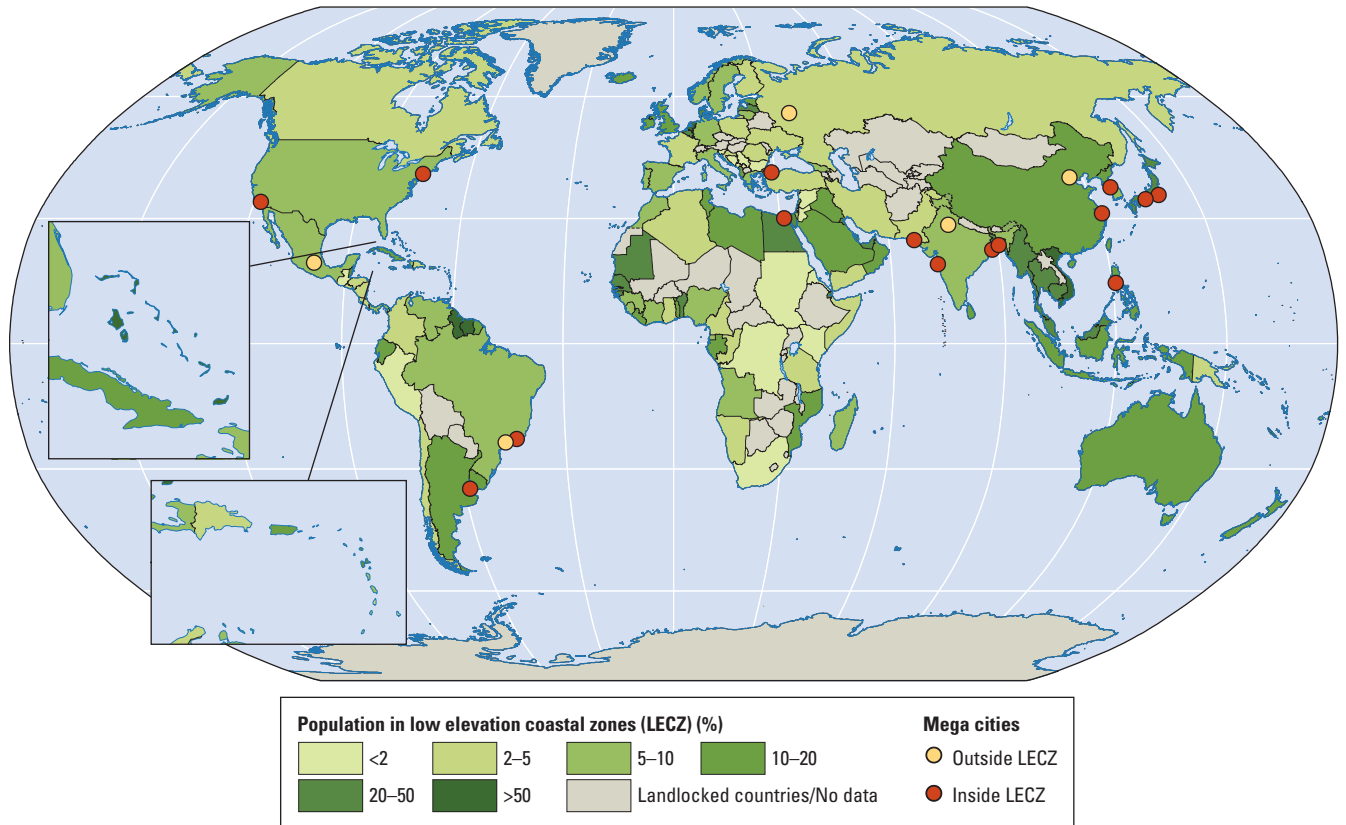 Population in low elevation coastal zones (LECZ) (%)
<2
2–5
5–10
10–20
20–50
>50
Landlocked countries/No data
Mega cities
Outside LECZ
Inside LECZ